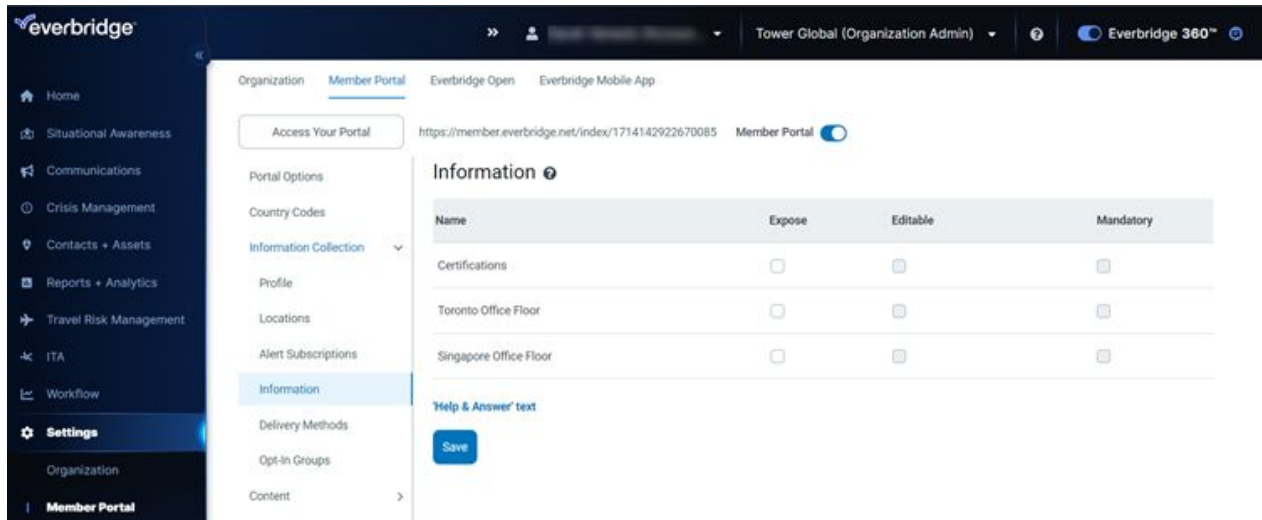 everbridge
Tower Global (Organization Admin)
Everbridge 360™
Home
Situational Awareness
Communications
Crisis Management
Contacts + Assets
Reports + Analytics
Travel Risk Management
ITA
Workflow
Settings
Organization
Member Portal
Organization Member Portal Everbridge Open Everbridge Mobile App
Access Your Portal https://member.everbridge.net/index/1714142922670085 Member Portal
Portal Options
Country Codes
Information Collection
Profile
Locations
Alert Subscriptions
Information
Delivery Methods
Opt-In Groups
Content
Information
Name Expose Editable Mandatory
Certifications
Toronto Office Floor
Singapore Office Floor
'Help & Answer' text
Save